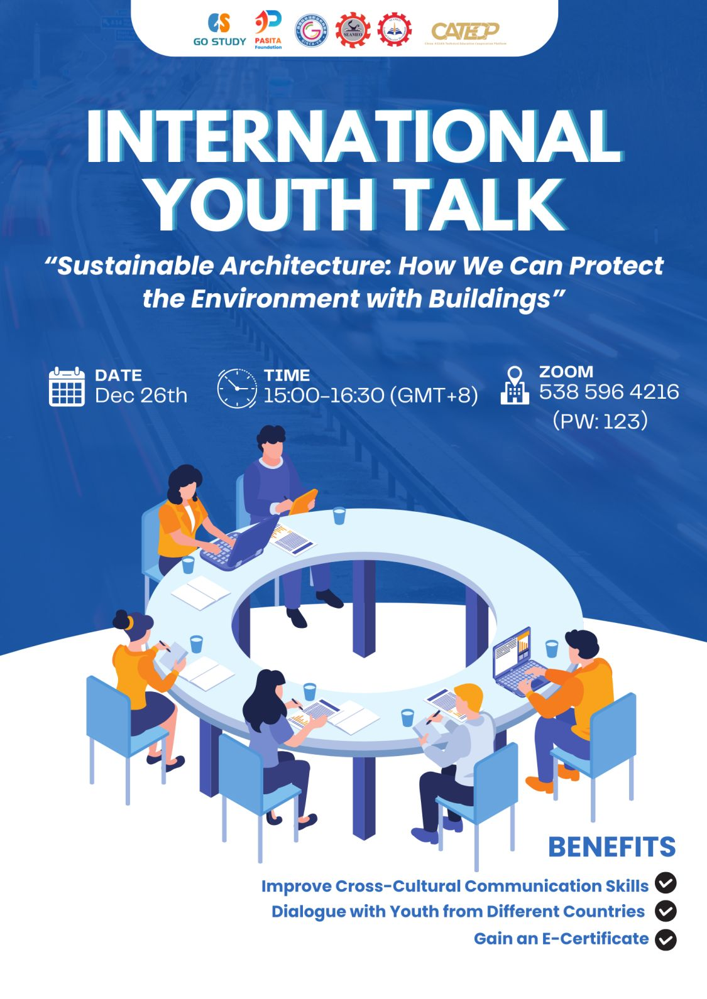 GO STUDY
PASITA
Foundation
SEAMEO
SEAMEO
CATECP
China-ASEAN Technical Education Cooperation Platform
INTERNATIONAL
YOUTH TALK
“Sustainable Architecture: How We Can Protect
the Environment with Buildings”
DATE
Dec 26th
TIME
15:00-16:30 (GMT+8)
ZOOM
538 596 4216
(PW: 123)
BENEFITS
Improve Cross-Cultural Communication Skills
Dialogue with Youth from Different Countries
Gain an E-Certificate